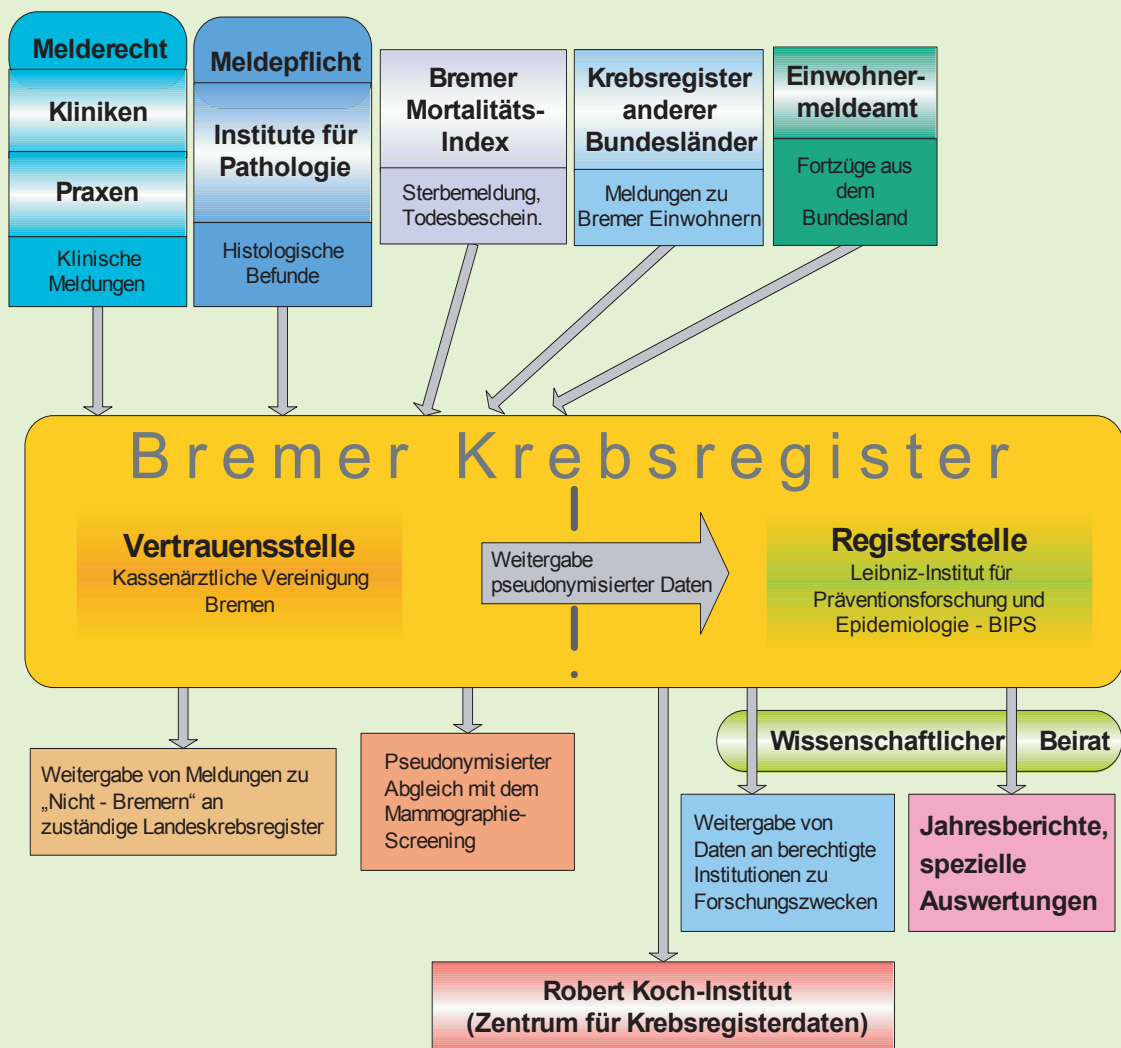 Melderecht
Kliniken
Praxen
Klinische
Meldungen
Meldepflicht
Institute für
Pathologie
Histologische
Befunde
Bremer
Mortalitäts-
Index
Sterbemeldung,
Todesbeschein.
Krebsregister
anderer
Bundesländer
Meldungen zu
Bremer Einwohnern
Einwohner-
meldeamt
Fortzüge aus
dem
Bundesland
Bremer Krebsregister
Vertrauensstelle
Kassenärztliche Vereinigung
Bremen
Weitergabe
pseudonymisierter Daten
Registerstelle
Leibniz-Institut für
Präventionsforschung und
Epidemiologie - BIPS
Wissenschaftlicher Beirat
Weitergabe von Meldungen zu
„Nicht - Bremern“ an
zuständige Landeskrebsregister
Pseudonymisierter
Abgleich mit dem
Mammographie-
Screening
Weitergabe von
Daten an berechtigte
Institutionen zu
Forschungszwecken
Jahresberichte,
spezielle
Auswertungen
Robert Koch-Institut
(Zentrum für Krebsregisterdaten)